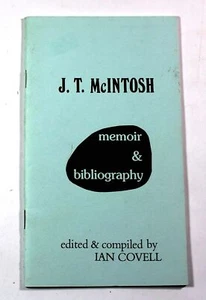 J. T. McINTOSH
memoir
&
bibliography
edited & compiled by
IAN COVELL